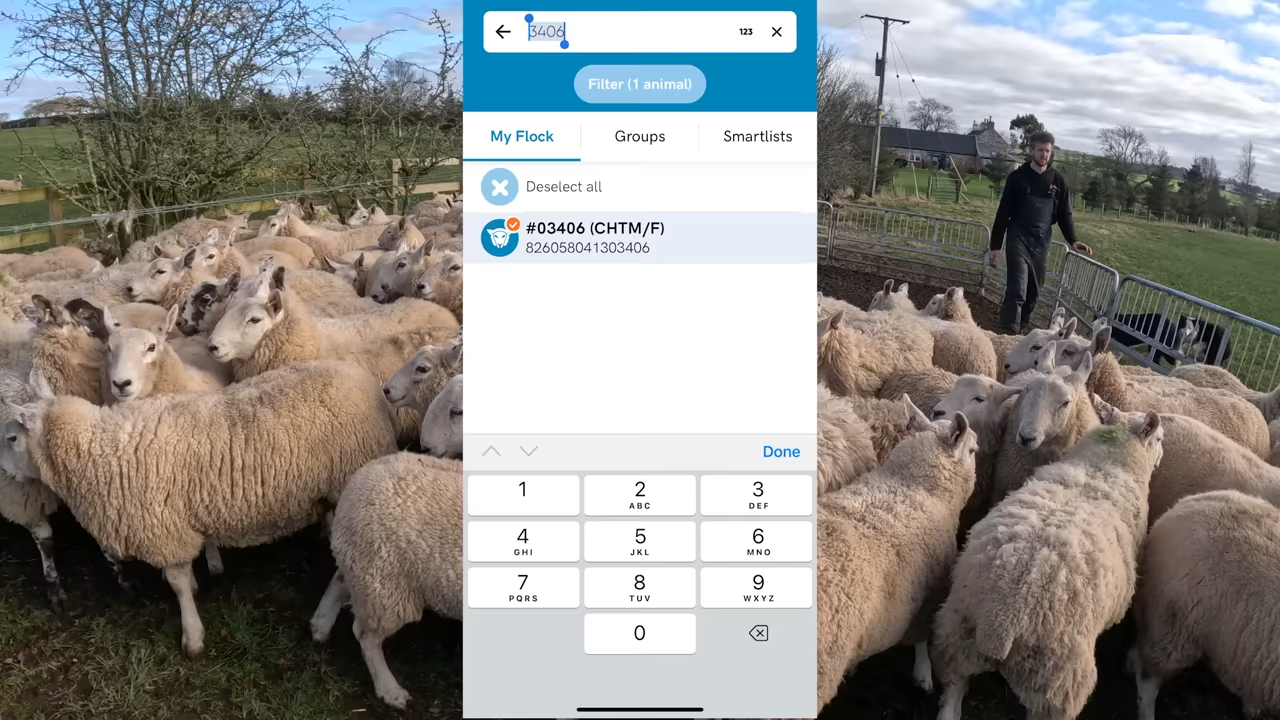 3406
123
Filter (1 animal)
My Flock
Groups
Smartlists
Deselect all
#03406 (CHTM/F)
826058041303406
Done
1
2
ABC
3
DEF
4
GHI
5
JKL
6
MNO
7
PQRS
8
TUV
9
WXYZ
0